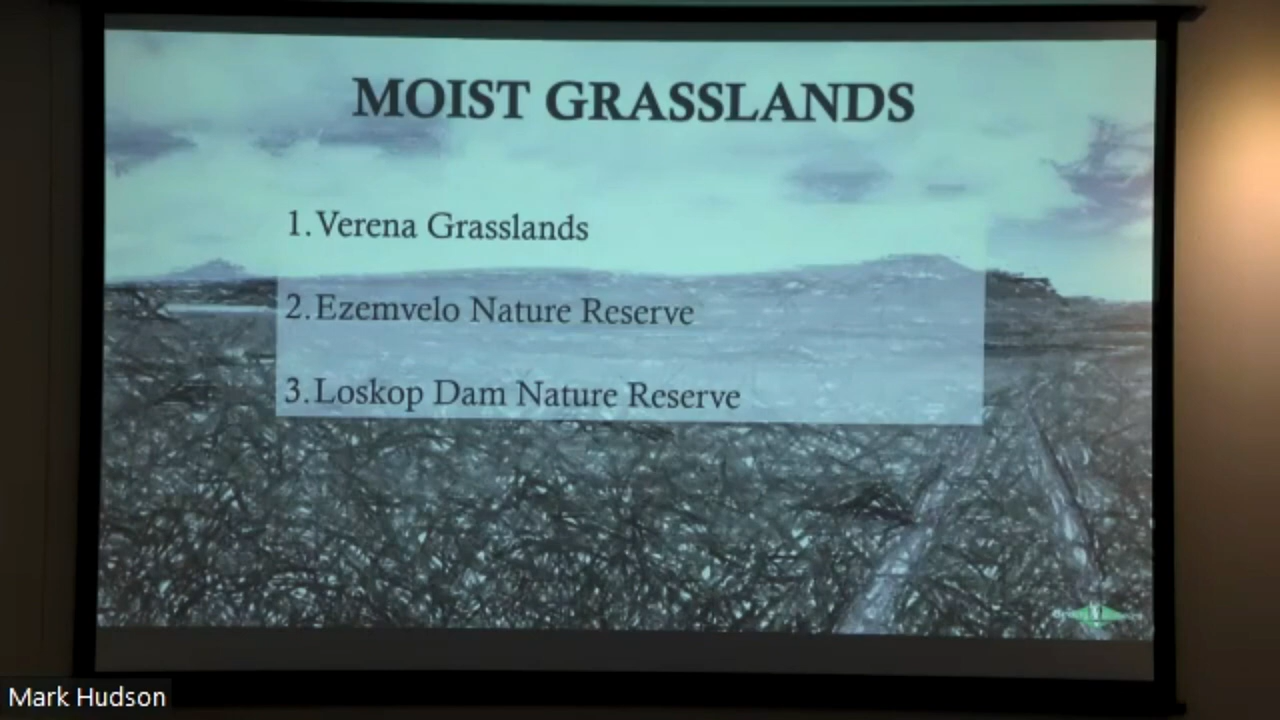 MOIST GRASSLANDS
1. Verena Grasslands
2. Ezemvelo Nature Reserve
3. Loskop Dam Nature Reserve
Mark Hudson